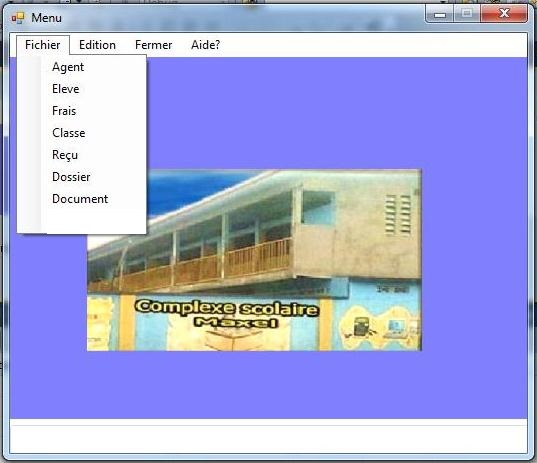 Menu
Fichier Edition Fermer Aide?
Agent
Eleve
Frais
Classe
Reçu
Dossier
Document
Complexe scolaire
Maxel